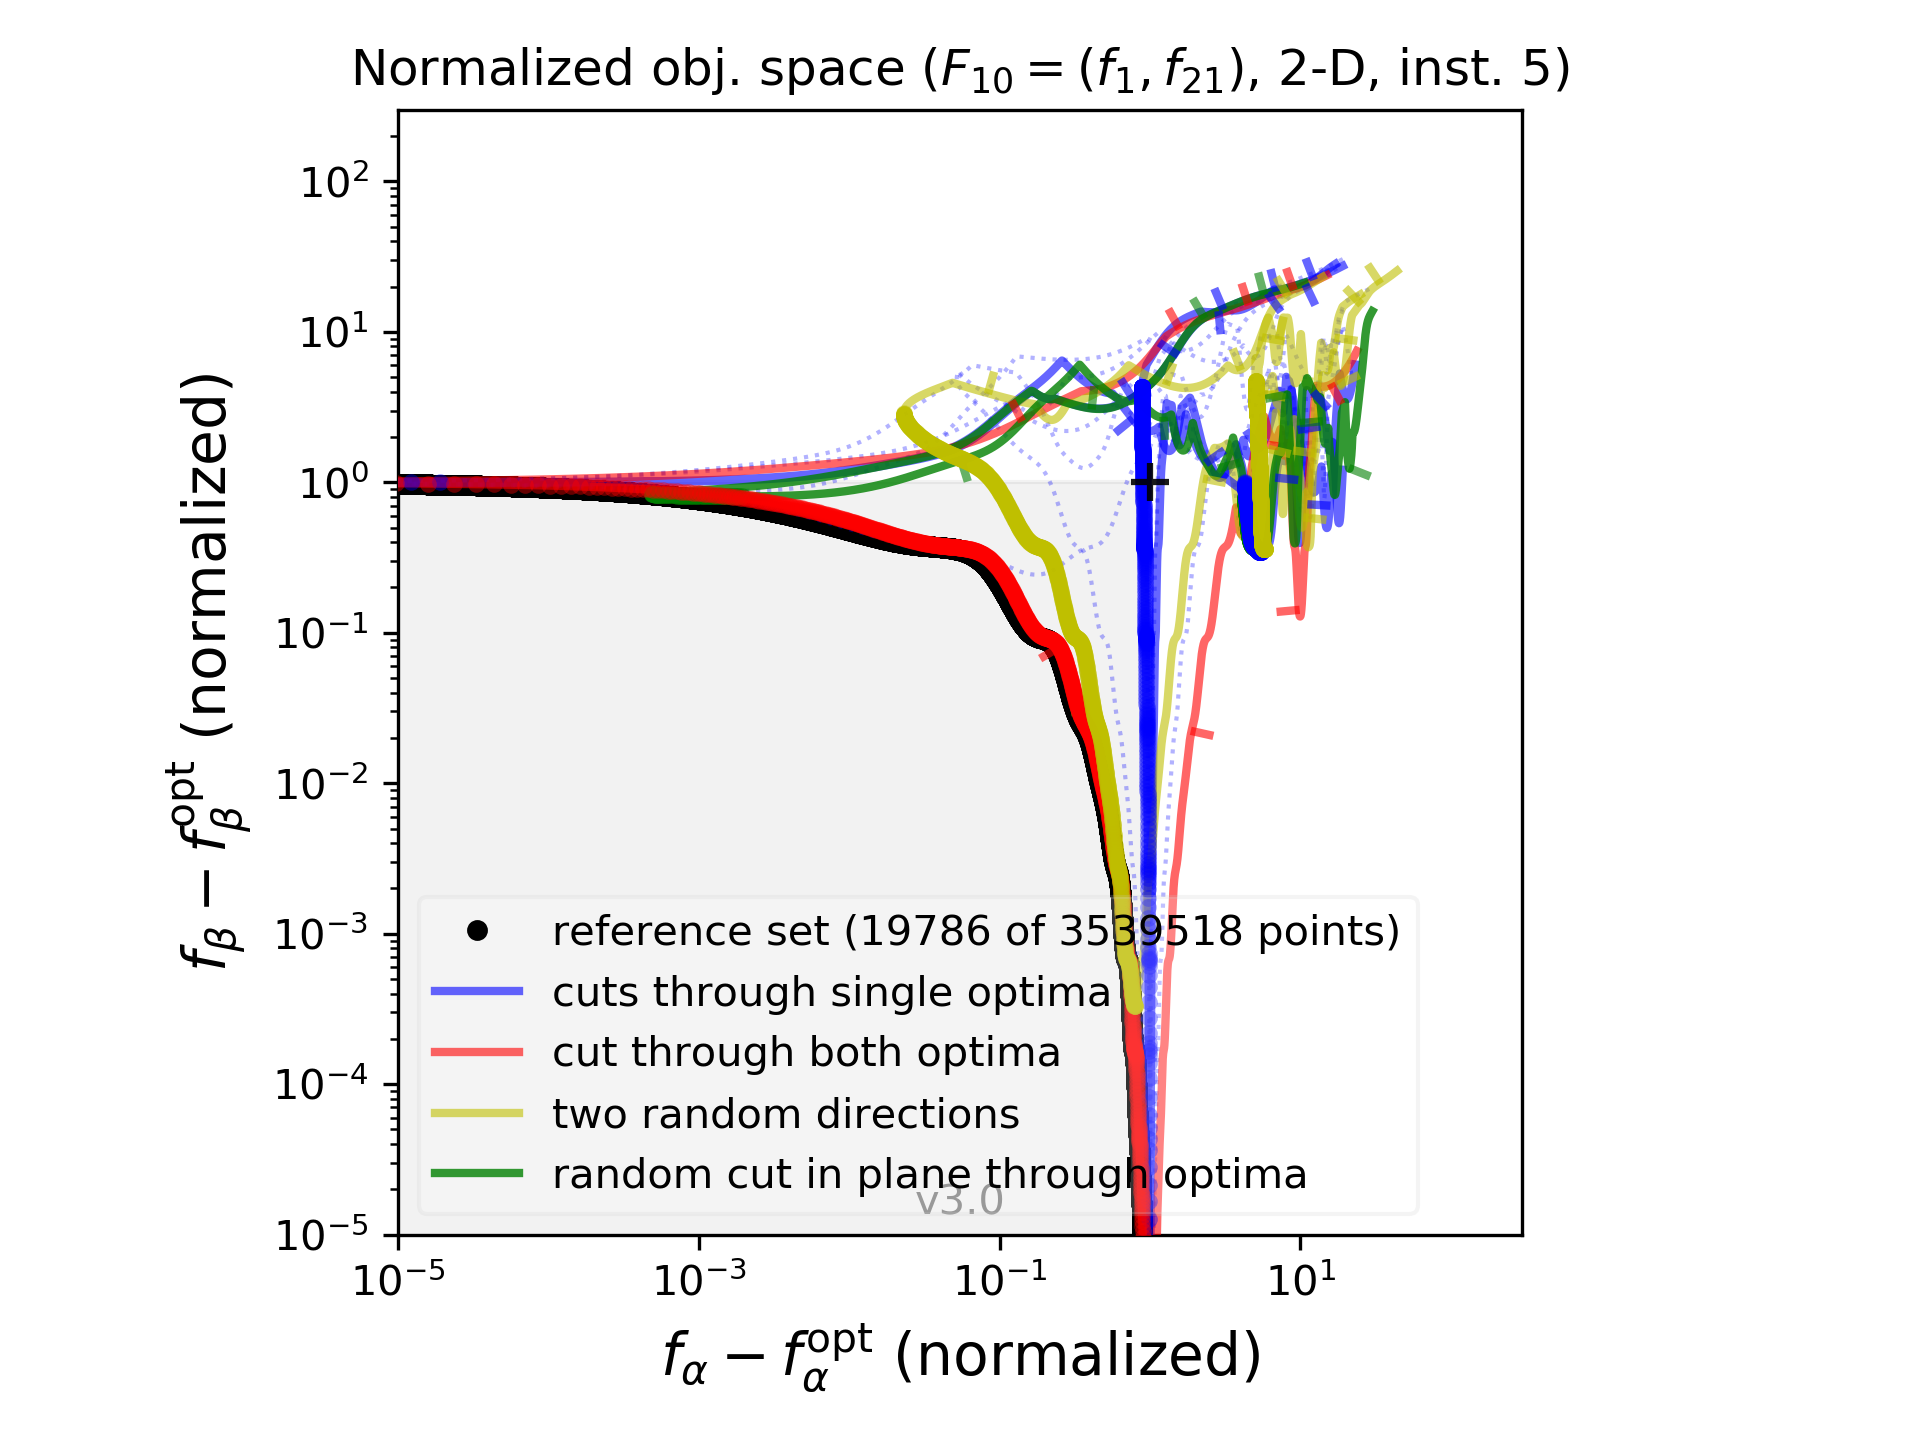 Normalized obj. space (F₁₀ = (f₁, f₂₁), 2-D, inst. 5)
10²
10¹
10⁰
10⁻¹
10⁻²
10⁻³
10⁻⁴
10⁻⁵
f_β − f_β^opt (normalized)
reference set (19786 of 3539518 points)
cuts through single optima
cut through both optima
two random directions
random cut in plane through optima
v3.0
10⁻⁵ 10⁻³ 10⁻¹ 10¹
f_α − f_α^opt (normalized)